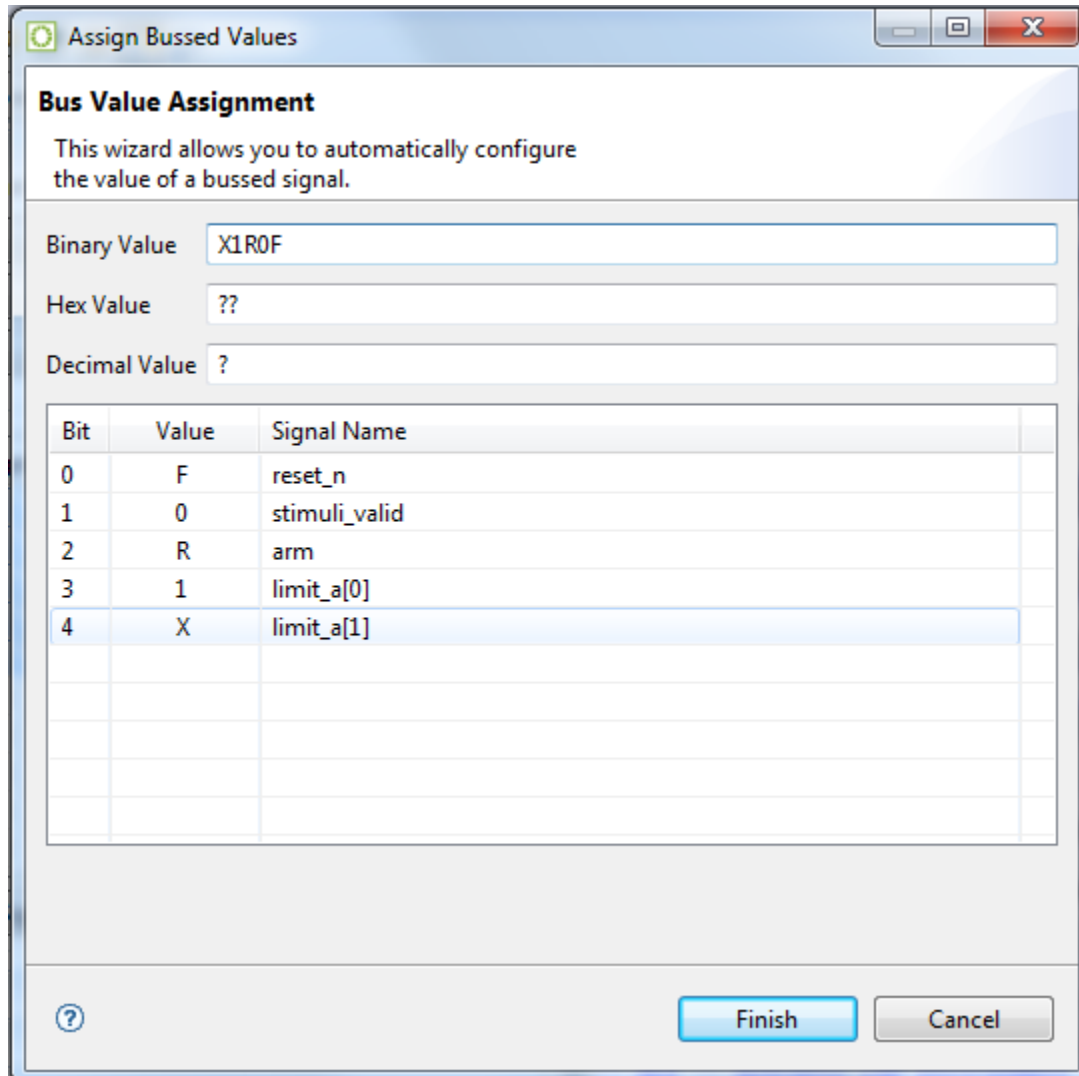 Assign Bussed Values
Bus Value Assignment
This wizard allows you to automatically configure
the value of a bussed signal.
Binary Value X1R0F
Hex Value ??
Decimal Value ?
Bit Value Signal Name
0 F reset_n
1 0 stimuli_valid
2 R arm
3 1 limit_a[0]
4 X limit_a[1]
Finish Cancel